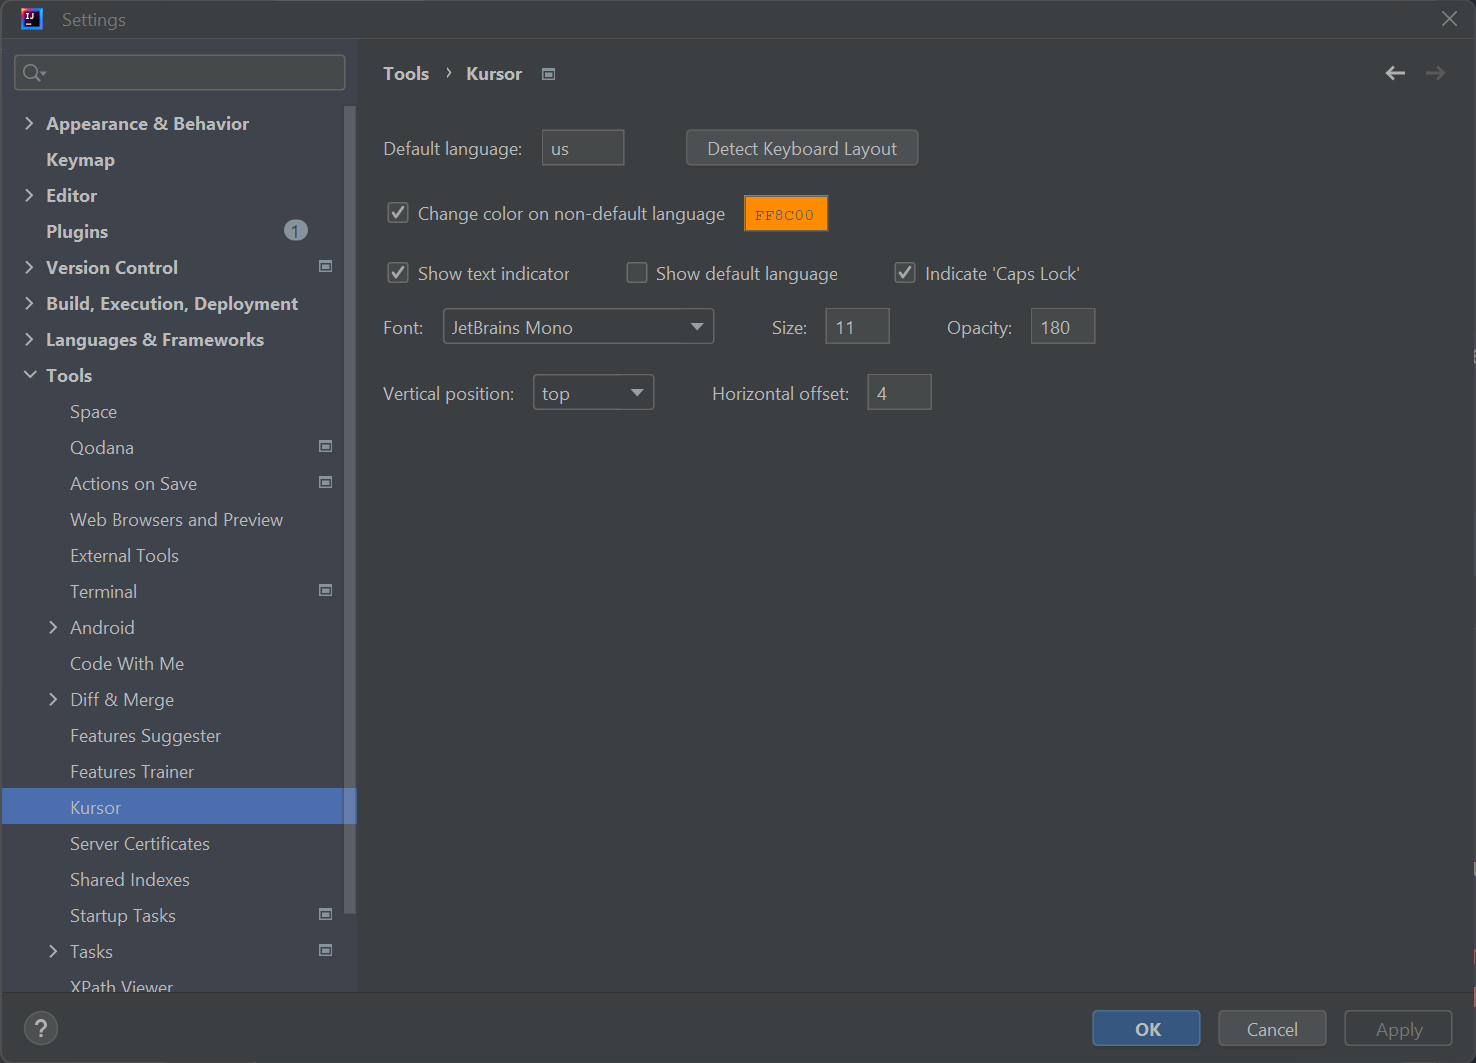 IJ Settings
Tools › Kursor
Appearance & Behavior
Keymap
Editor
Plugins 1
Version Control
Build, Execution, Deployment
Languages & Frameworks
Tools
Space
Qodana
Actions on Save
Web Browsers and Preview
External Tools
Terminal
Android
Code With Me
Diff & Merge
Features Suggester
Features Trainer
Kursor
Server Certificates
Shared Indexes
Startup Tasks
Tasks
XPath Viewer
Default language: us Detect Keyboard Layout
Change color on non-default language FF8C00
Show text indicator Show default language Indicate 'Caps Lock'
Font: JetBrains Mono Size: 11 Opacity: 180
Vertical position: top Horizontal offset: 4
? OK Cancel Apply